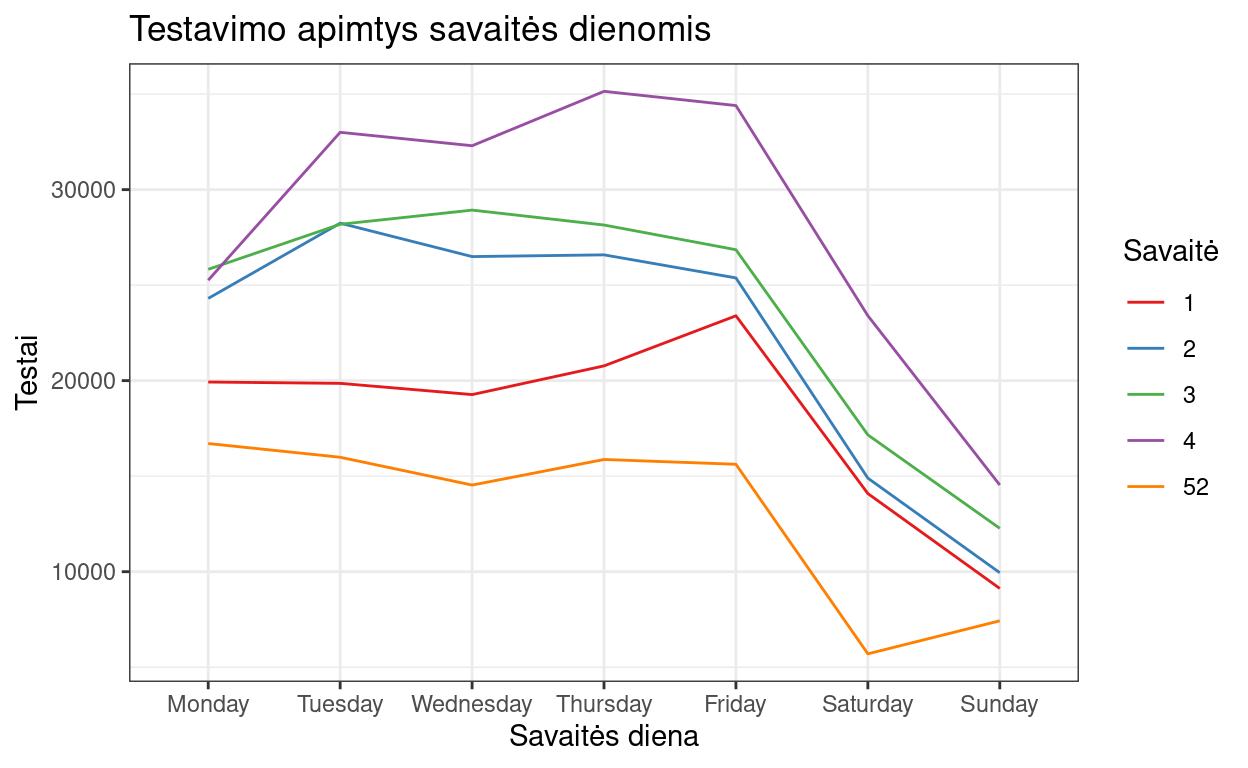 Testavimo apimtys savaitės dienomis
Testai
30000
20000
10000
Monday Tuesday Wednesday Thursday Friday Saturday Sunday
Savaitės diena
Savaitė
1
2
3
4
52